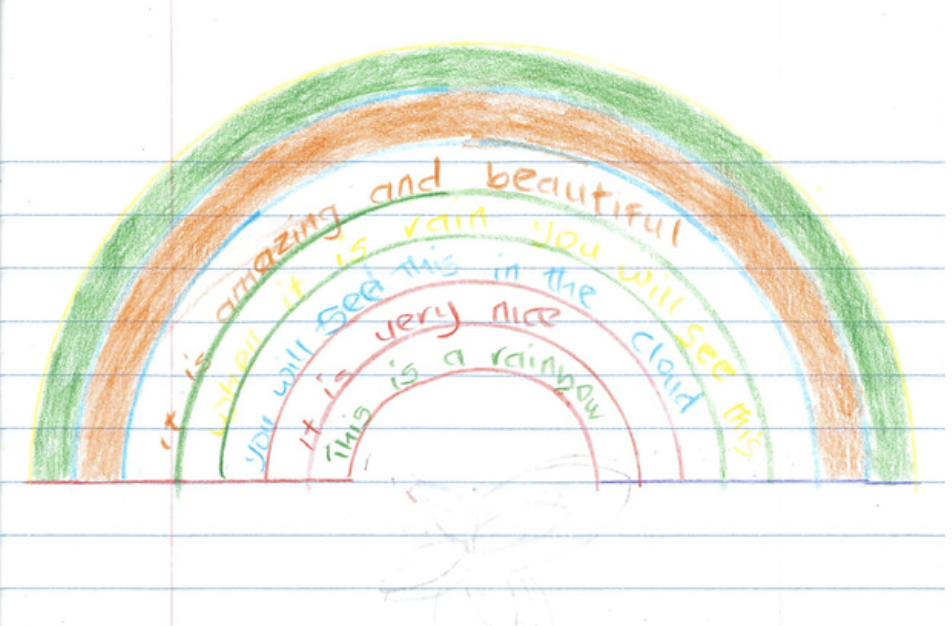 it is amazing and beautiful
when it is rain you will see this
you will seed this in the cloud
it is very nice
This is a rainbow